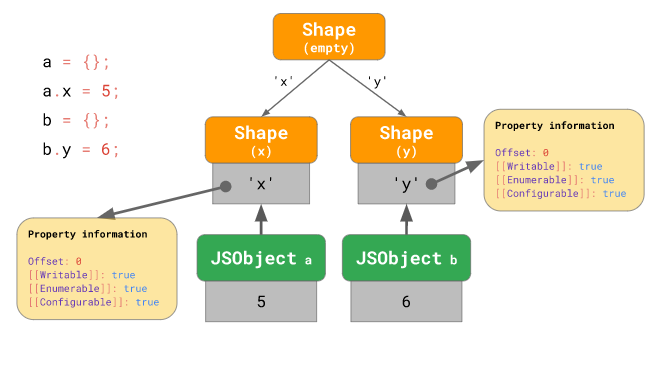 a = {};
a.x = 5;
b = {};
b.y = 6;
Shape
(empty)
'x'
'y'
Shape
(x)
'x'
Shape
(y)
'y'
Property information
Offset: 0
[[Writable]]: true
[[Enumerable]]: true
[[Configurable]]: true
Property information
Offset: 0
[[Writable]]: true
[[Enumerable]]: true
[[Configurable]]: true
JSObject a
5
JSObject b
6